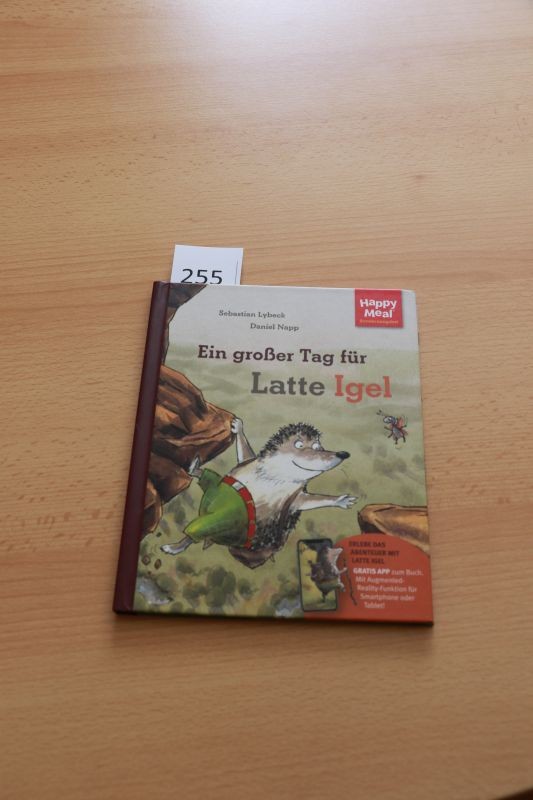 255
Sebastian Lybeck
Daniel Napp
Happy
Meal
Ein großer Tag für
Latte Igel
ERLEBE DAS
ABENTEUER MIT
LATTE IGEL
GRATIS APP zum Buch.
Mit Augmented-
Reality-Funktion für
Smartphone oder
Tablet!